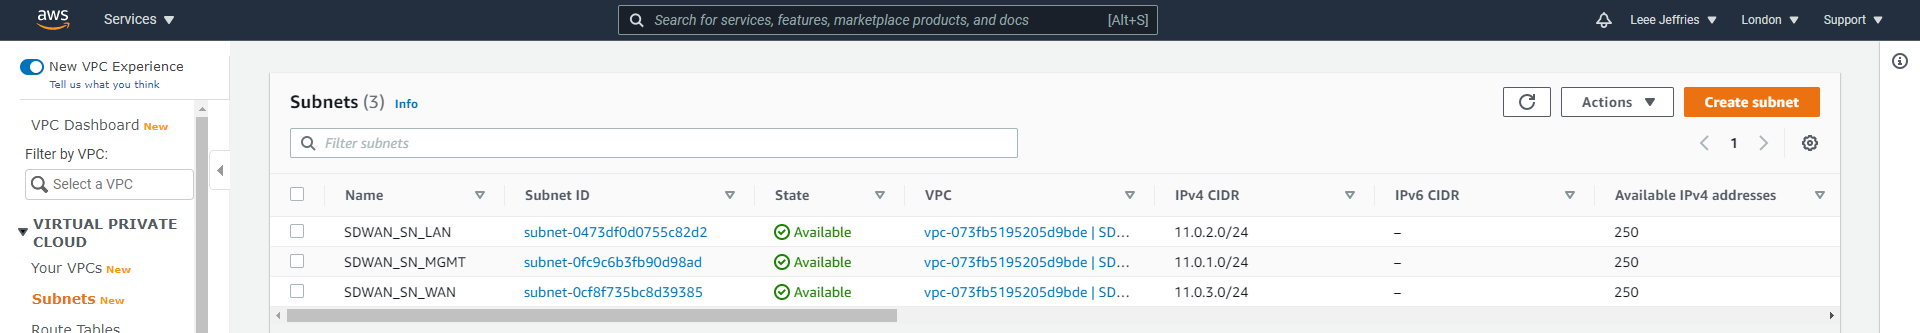 aws Services Search for services, features, marketplace products, and docs [Alt+S] Leee Jeffries London Support
New VPC Experience
Tell us what you think
VPC Dashboard New
Filter by VPC:
Select a VPC
VIRTUAL PRIVATE
CLOUD
Your VPCs New
Subnets New
Route Tables
Subnets (3) Info Actions Create subnet
Filter subnets 1
Name Subnet ID State VPC IPv4 CIDR IPv6 CIDR Available IPv4 addresses
SDWAN_SN_LAN subnet-0473df0d0755c82d2 Available vpc-073fb5195205d9bde | SD... 11.0.2.0/24 – 250
SDWAN_SN_MGMT subnet-0fc9c6b3fb90d98ad Available vpc-073fb5195205d9bde | SD... 11.0.1.0/24 – 250
SDWAN_SN_WAN subnet-0cf8f735bc8d39385 Available vpc-073fb5195205d9bde | SD... 11.0.3.0/24 – 250